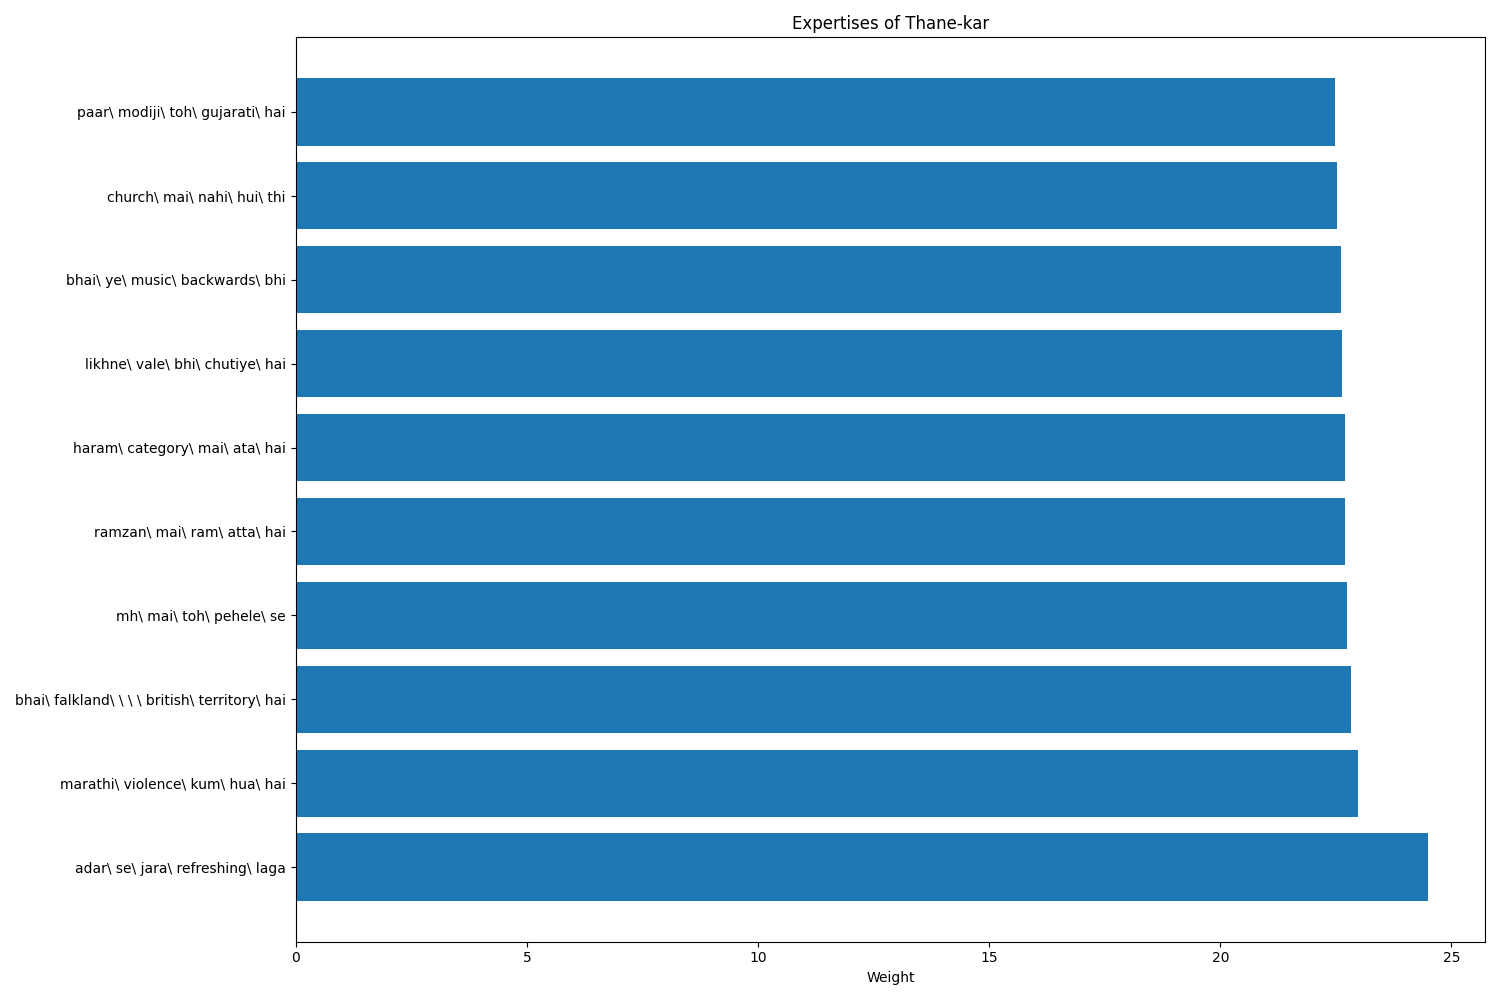 Expertises of Thane-kar
paar\ modiji\ toh\ gujarati\ hai
church\ mai\ nahi\ hui\ thi
bhai\ ye\ music\ backwards\ bhi
likhne\ vale\ bhi\ chutiye\ hai
haram\ category\ mai\ ata\ hai
ramzan\ mai\ ram\ atta\ hai
mh\ mai\ toh\ pehele\ se
bhai\ falkland\ \ \ \ british\ territory\ hai
marathi\ violence\ kum\ hua\ hai
adar\ se\ jara\ refreshing\ laga
0 5 10 15 20 25
Weight